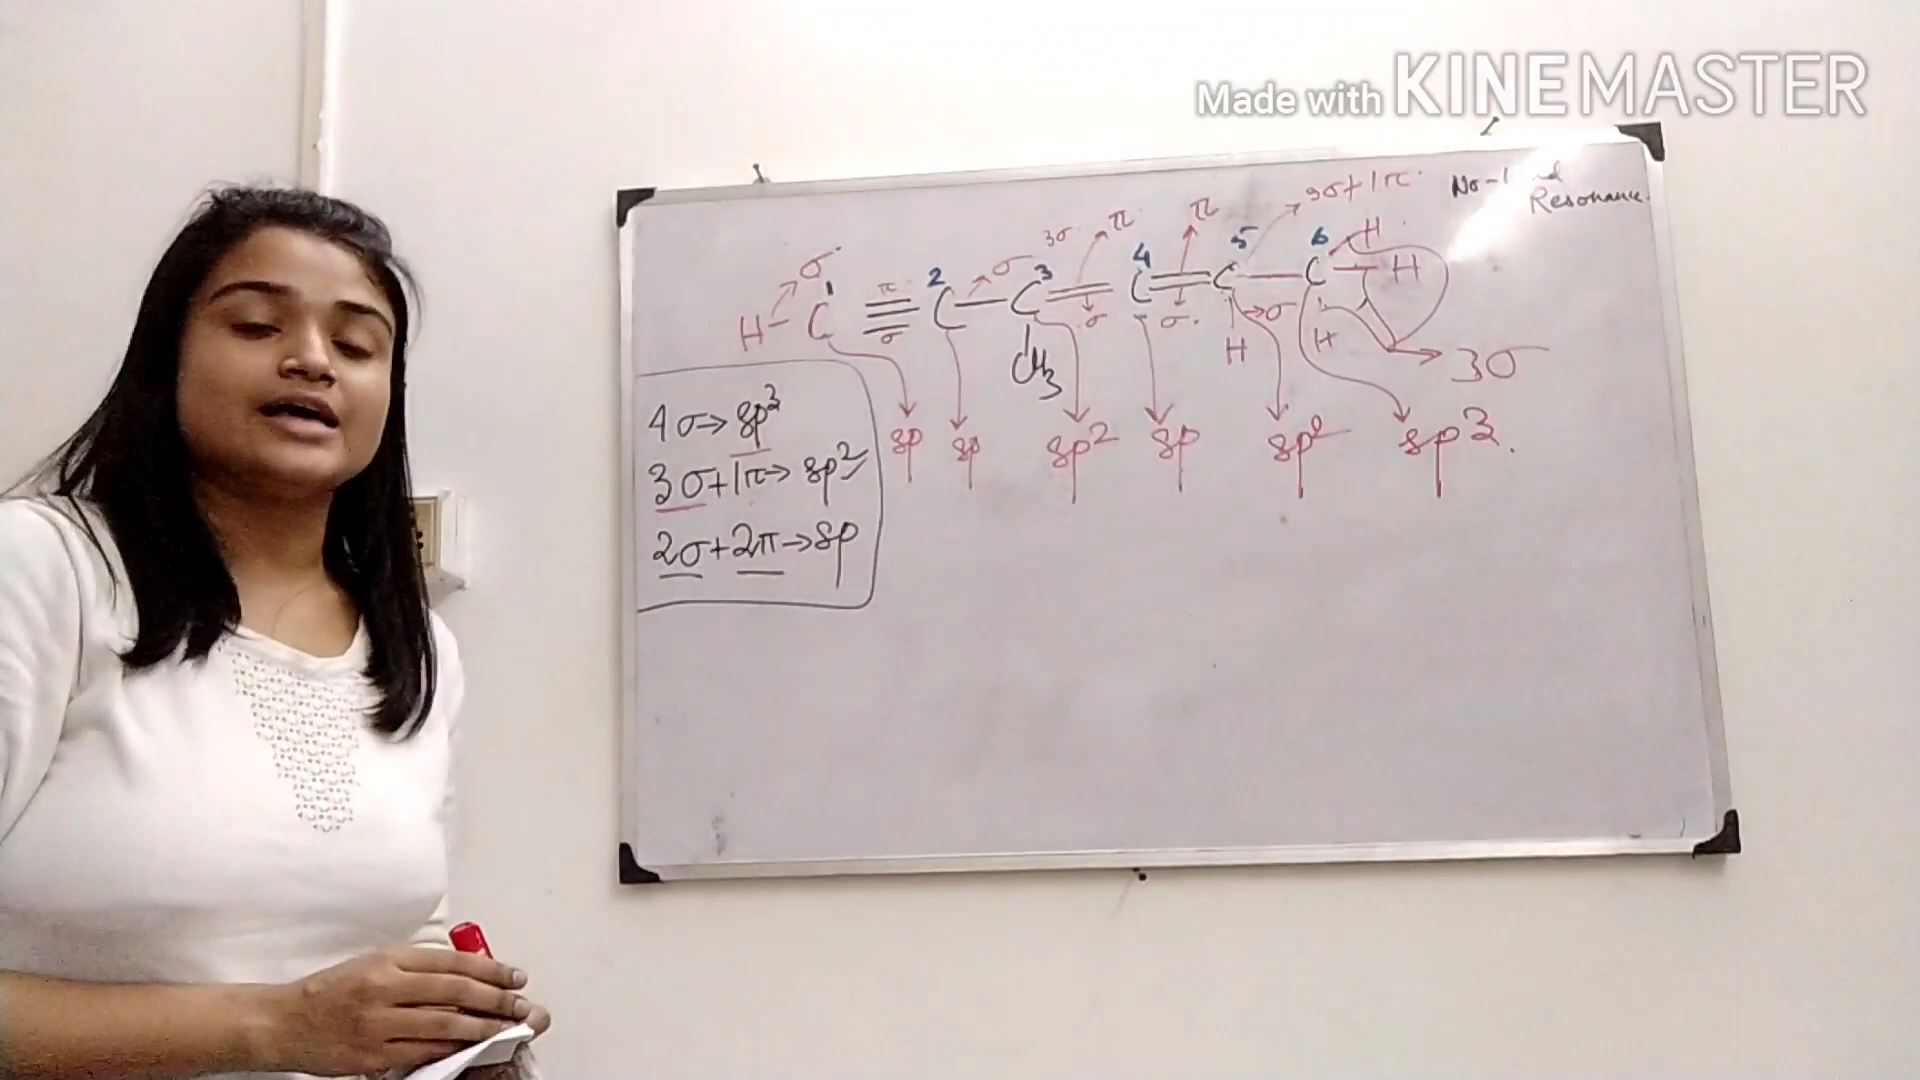 Made with KINEMASTER
No-
Resonance.
3σ+1π.
π π
3σ
σ σ
1 2 3 4 5 6
H
H-C≡C-C=C=C-C-H
π
σ σ σ. →σ
CH3 H H
→3σ
sp sp sp2 sp sp2 sp3.
4σ→sp3
3σ+1π→sp2
2σ+2π→sp